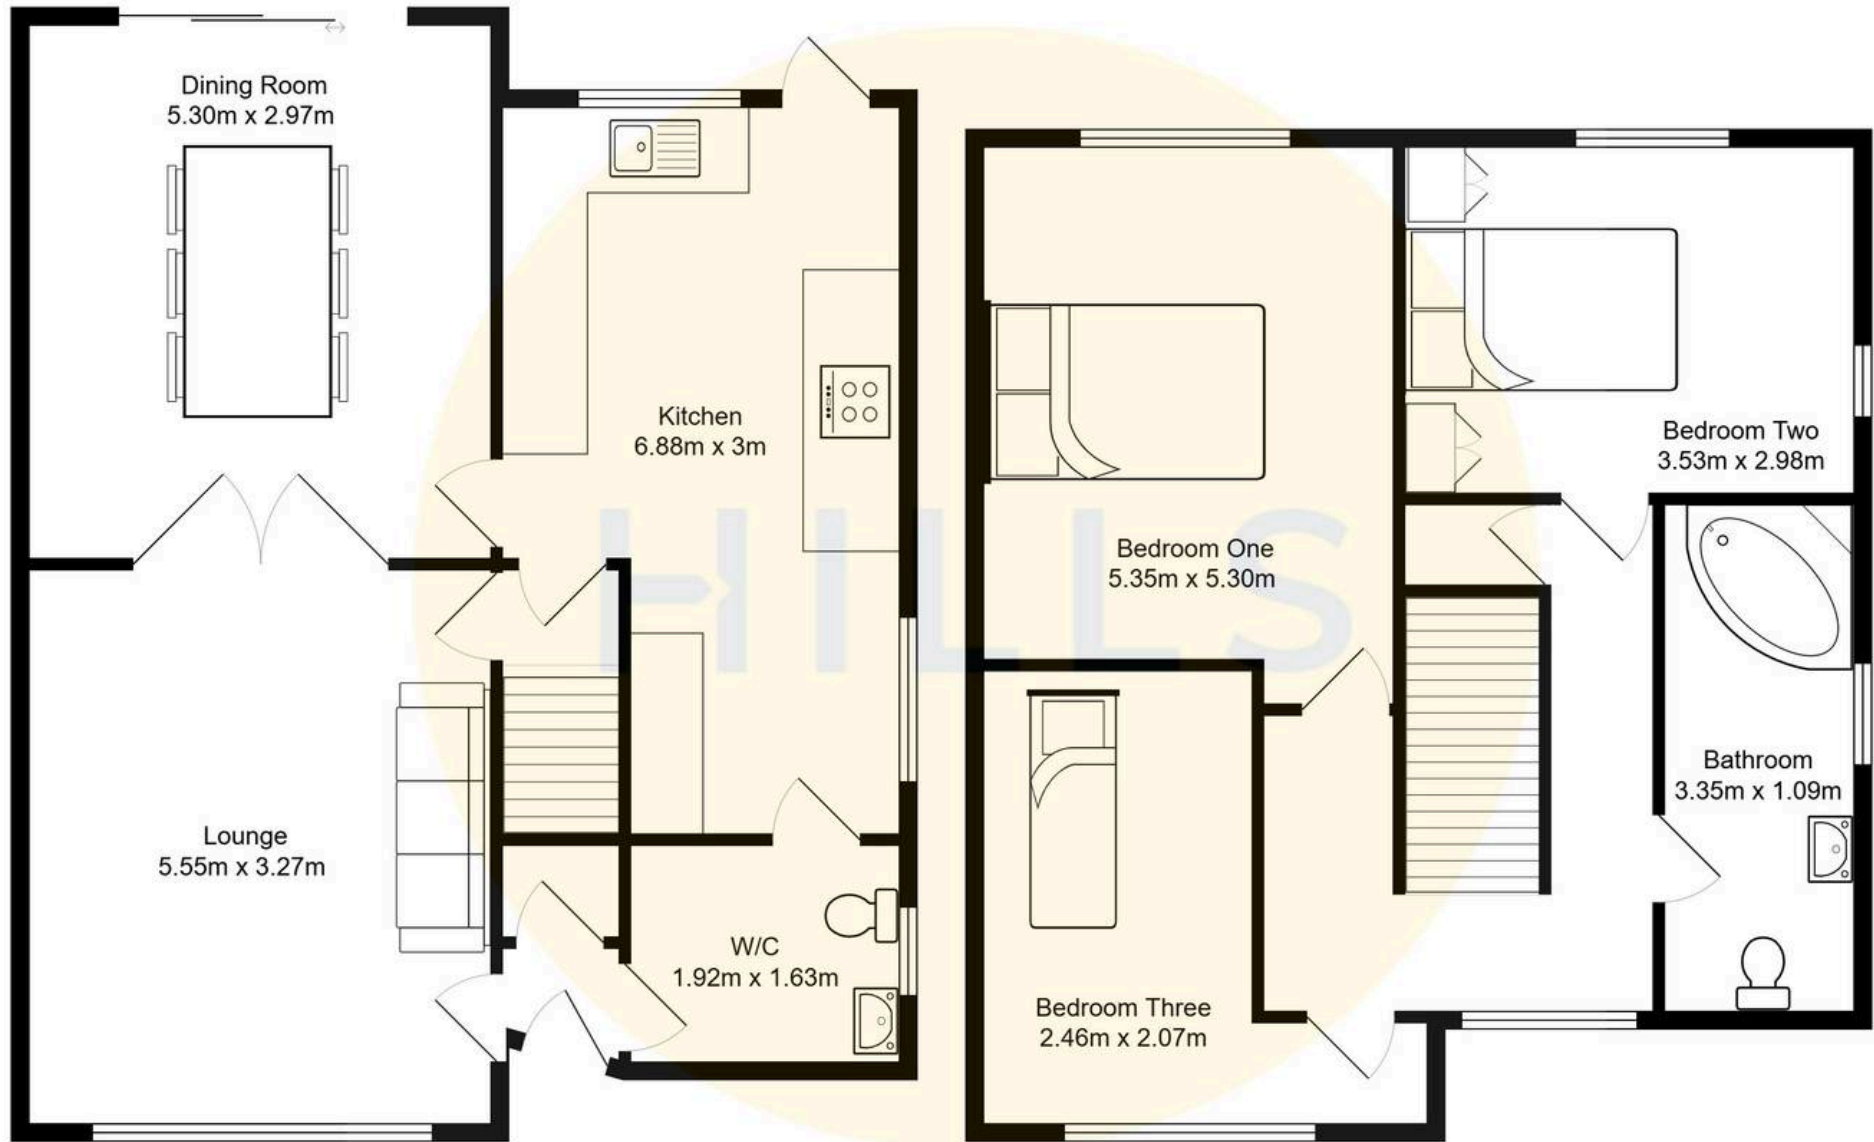 Dining Room
5.30m x 2.97m
Kitchen
6.88m x 3m
Lounge
5.55m x 3.27m
W/C
1.92m x 1.63m
Bedroom One
5.35m x 5.30m
Bedroom Two
3.53m x 2.98m
Bathroom
3.35m x 1.09m
Bedroom Three
2.46m x 2.07m
HILLS